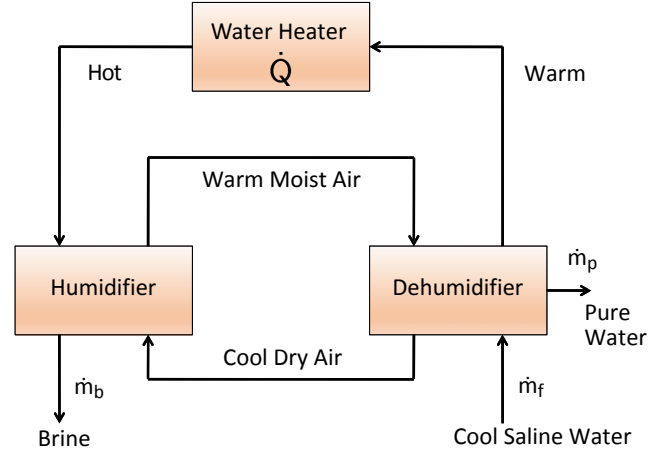 Water Heater
Q̇
Hot
Warm
Warm Moist Air
Humidifier
Dehumidifier
ṁp
Pure
Water
Cool Dry Air
ṁb
ṁf
Brine
Cool Saline Water